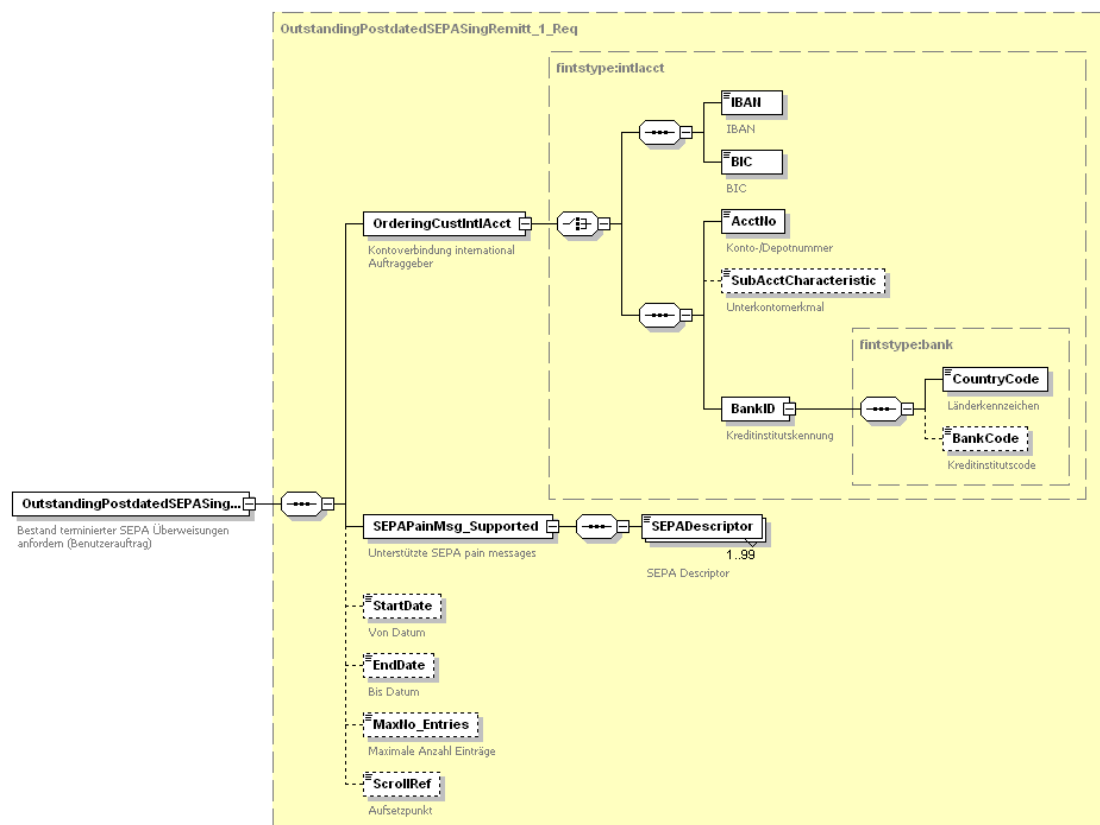 OutstandingPostdatedSEPASingRemitt_1_Req
fintstype:intlacct
IBAN
IBAN
BIC
BIC
OrderingCustIntlAcct
Kontoverbindung international
Auftraggeber
AcctNo
Konto-/Depotnummer
SubAcctCharacteristic
Unterkontomerkmal
fintstype:bank
CountryCode
Länderkennzeichen
BankID
Kreditinstitutskennung
BankCode
Kreditinstitutscode
OutstandingPostdatedSEPASing...
Bestand terminierter SEPA Überweisungen
anfordern (Benutzerauftrag)
SEPAPainMsg_Supported
Unterstützte SEPA pain messages
SEPADescriptor
1..99
SEPA Descriptor
StartDate
Von Datum
EndDate
Bis Datum
MaxNo_Entries
Maximale Anzahl Einträge
ScrollRef
Aufsetzpunkt